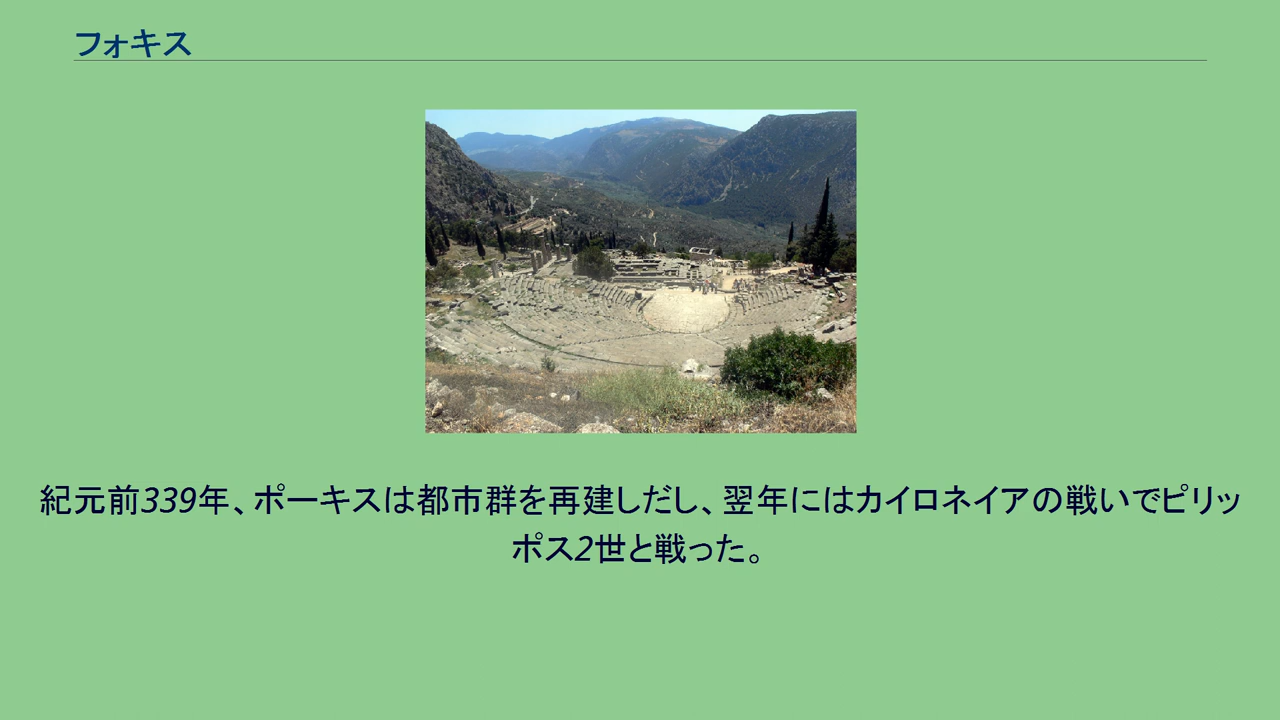 フォキス
紀元前339年、ポーキスは都市群を再建しだし、翌年にはカイロネイアの戦いでピリッ
ポス2世と戦った。